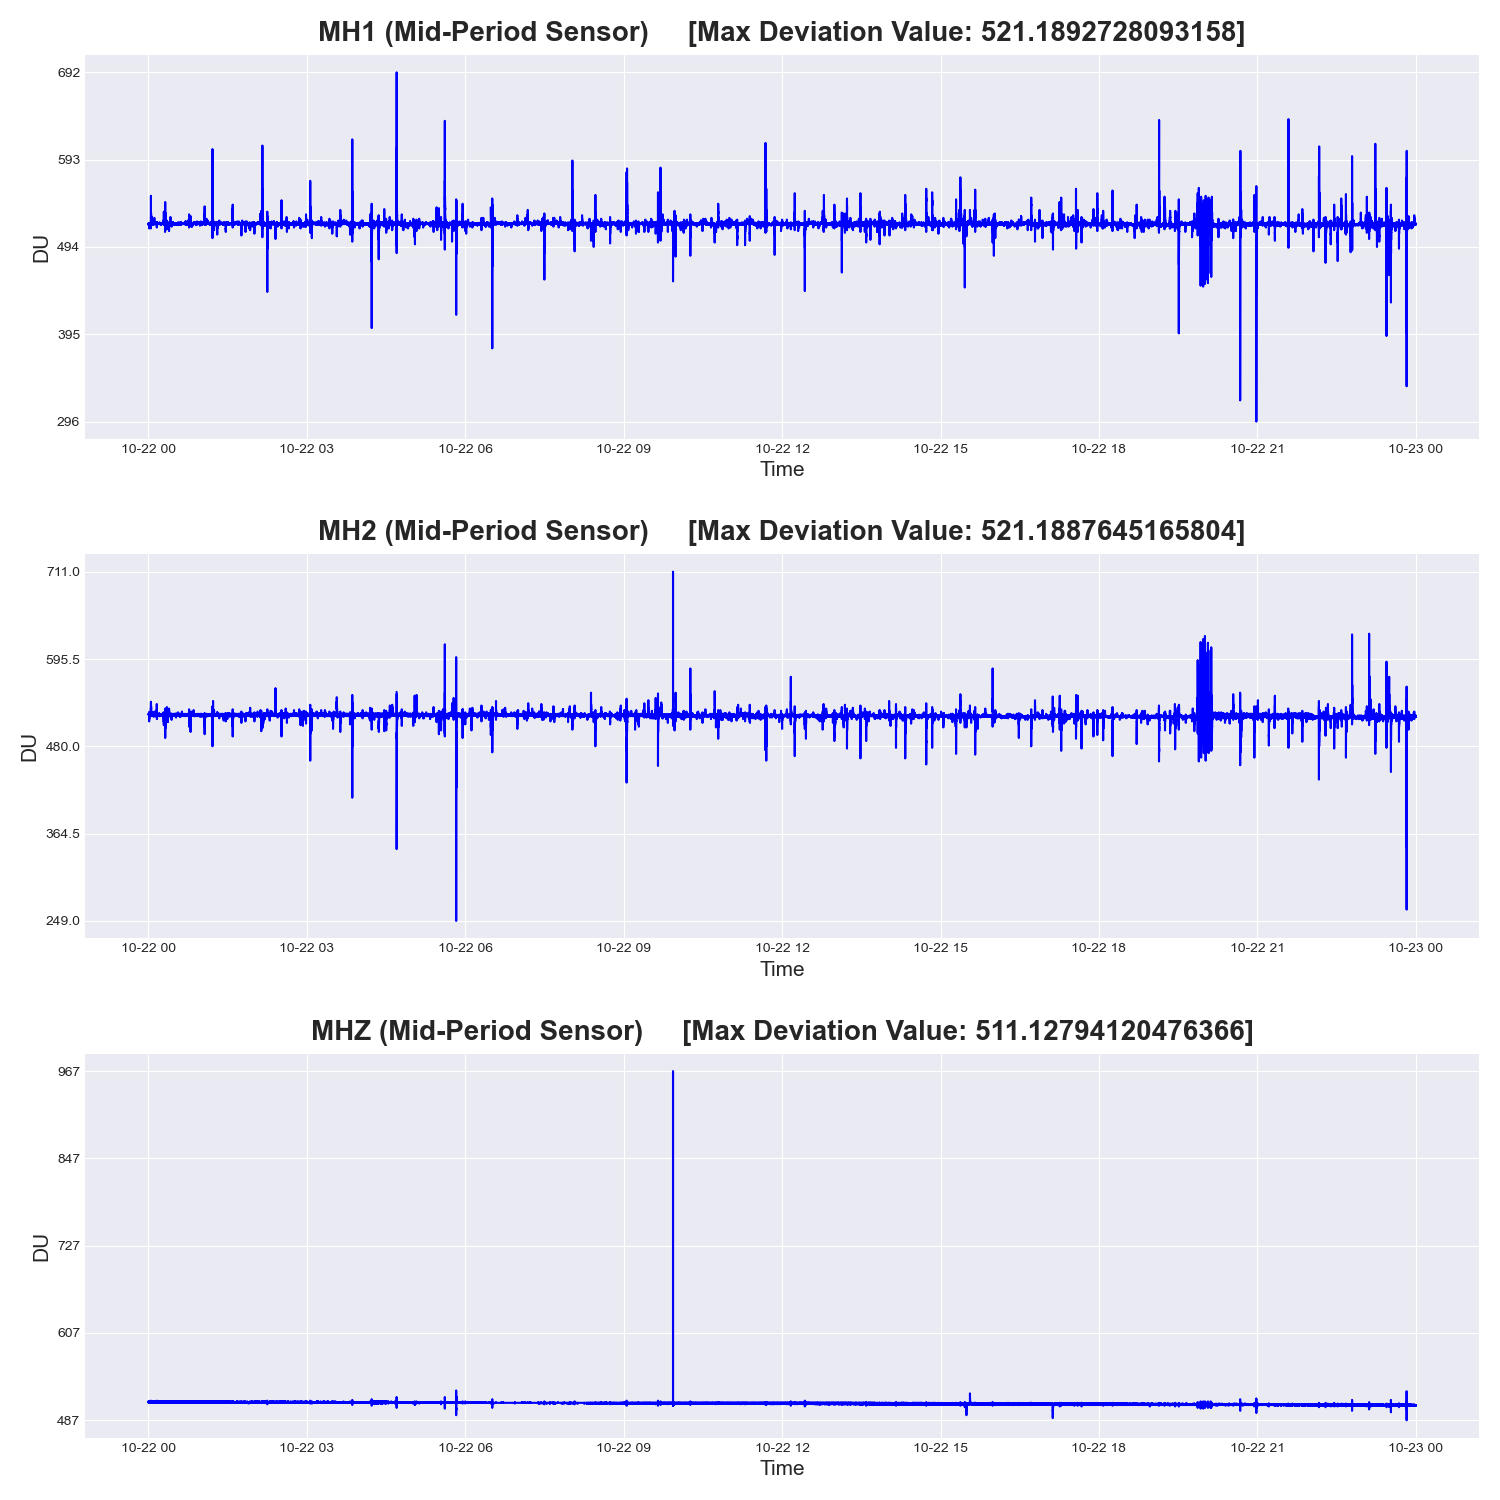 MH1 (Mid-Period Sensor) [Max Deviation Value: 521.1892728093158]
692
593
494
395
296
DU
10-22 00 10-22 03 10-22 06 10-22 09 10-22 12 10-22 15 10-22 18 10-22 21 10-23 00
Time
MH2 (Mid-Period Sensor) [Max Deviation Value: 521.1887645165804]
711.0
595.5
480.0
364.5
249.0
DU
10-22 00 10-22 03 10-22 06 10-22 09 10-22 12 10-22 15 10-22 18 10-22 21 10-23 00
Time
MHZ (Mid-Period Sensor) [Max Deviation Value: 511.12794120476366]
967
847
727
607
487
DU
10-22 00 10-22 03 10-22 06 10-22 09 10-22 12 10-22 15 10-22 18 10-22 21 10-23 00
Time